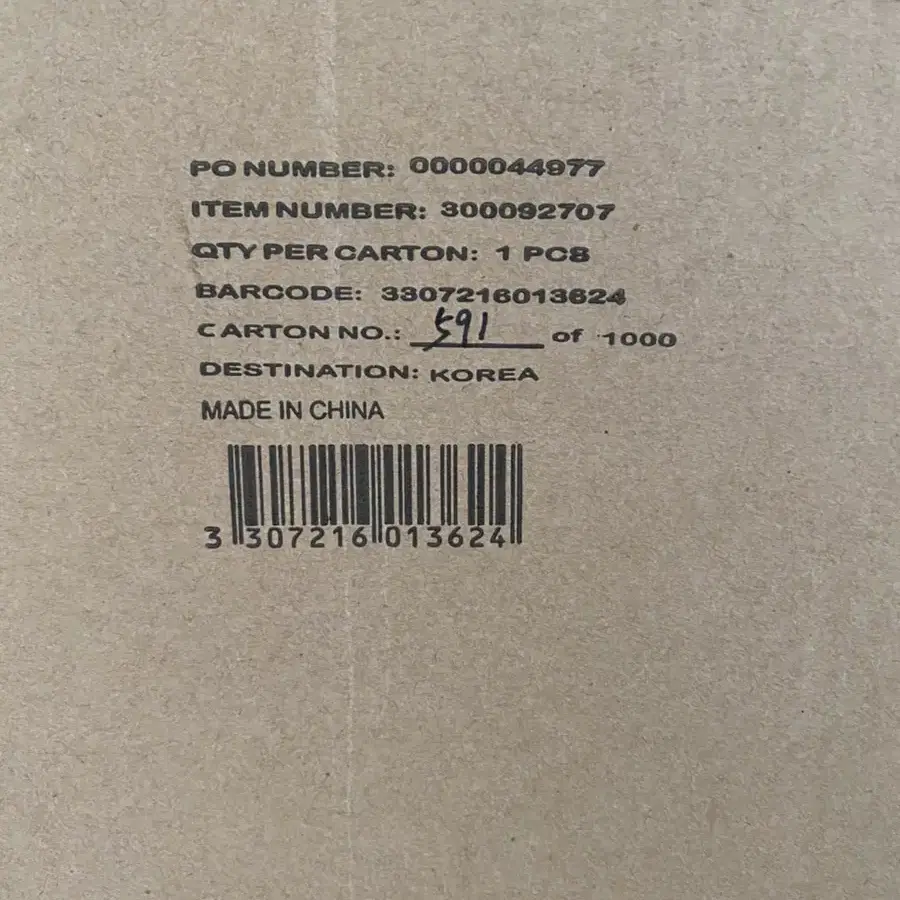 PO NUMBER: 0000044977
ITEM NUMBER: 300092707
QTY PER CARTON: 1 PCS
BARCODE: 3307216013624
CARTON NO.: 591 of 1000
DESTINATION: KOREA
MADE IN CHINA
3 307216 013624